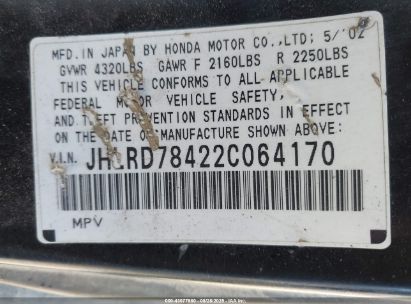 MFD. IN JAPAN BY HONDA MOTOR CO.,LTD; 5/'02
GVWR 4320LBS GAWR F 2160LBS R 2250LBS
THIS VEHICLE CONFORMS TO ALL APPLICABLE
FEDERAL MOTOR VEHICLE SAFETY,
AND THEFT PREVENTION STANDARDS IN EFFECT
ON THE DATE OF MANUFACTURE SHOWN ABOVE:
V.I.N. JHLRD78422C064170
MPV